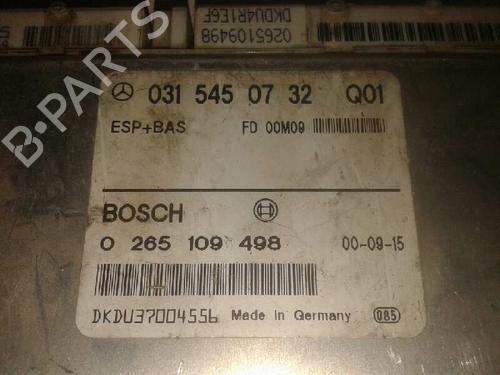 0265109498
DKDU4R1E6F
031 545 07 32 Q01
ESP+BAS FD 00M09
BOSCH
0 265 109 498 00-09-15
DKDU37004556 Made in Germany 085
B-PARTS